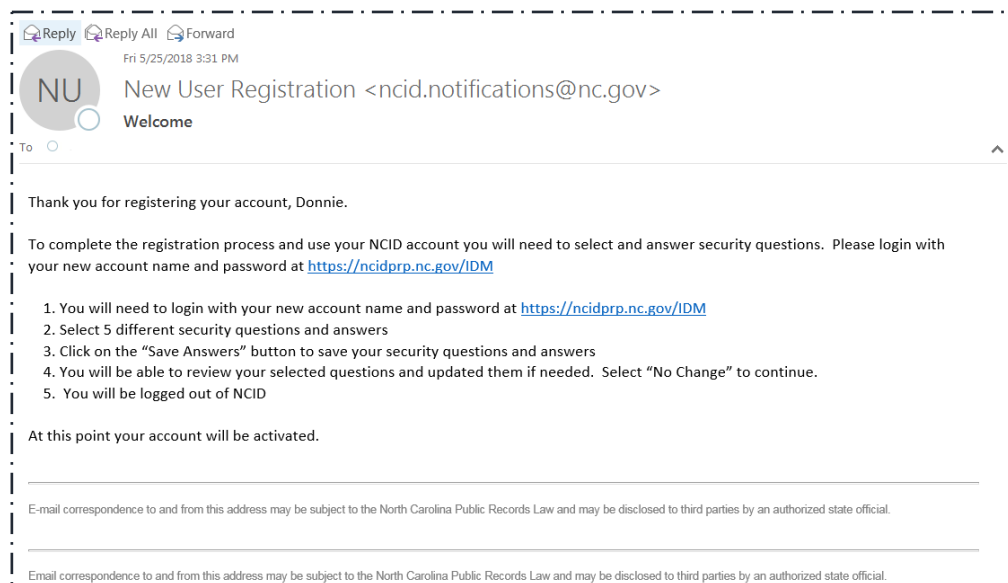 Reply Reply All Forward
Fri 5/25/2018 3:31 PM
NU
New User Registration <ncid.notifications@nc.gov>
Welcome
To
Thank you for registering your account, Donnie.
To complete the registration process and use your NCID account you will need to select and answer security questions.  Please login with
your new account name and password at https://ncidprp.nc.gov/IDM
1. You will need to login with your new account name and password at https://ncidprp.nc.gov/IDM
2. Select 5 different security questions and answers
3. Click on the “Save Answers” button to save your security questions and answers
4. You will be able to review your selected questions and updated them if needed.  Select “No Change” to continue.
5.  You will be logged out of NCID
At this point your account will be activated.
E-mail correspondence to and from this address may be subject to the North Carolina Public Records Law and may be disclosed to third parties by an authorized state official.
Email correspondence to and from this address may be subject to the North Carolina Public Records Law and may be disclosed to third parties by an authorized state official.